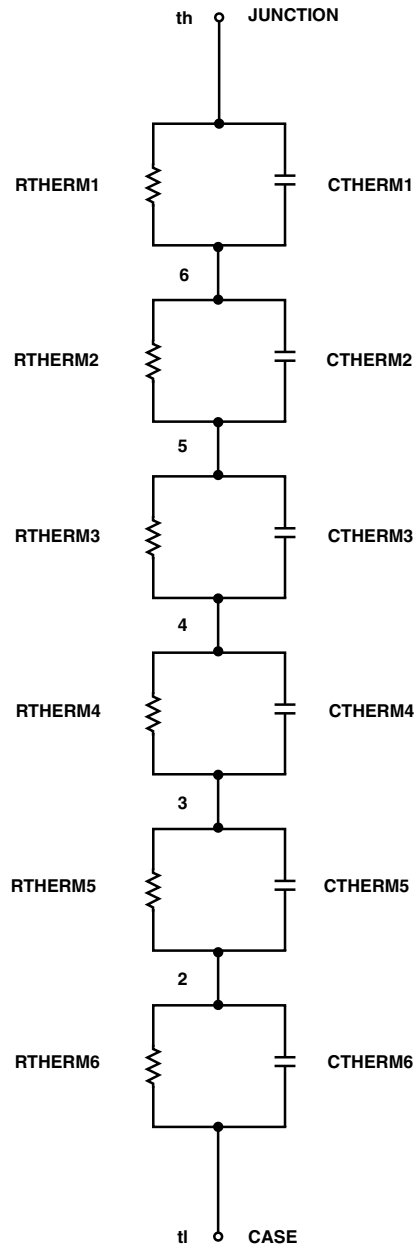 th JUNCTION
RTHERM1 CTHERM1
6
RTHERM2 CTHERM2
5
RTHERM3 CTHERM3
4
RTHERM4 CTHERM4
3
RTHERM5 CTHERM5
2
RTHERM6 CTHERM6
tl CASE